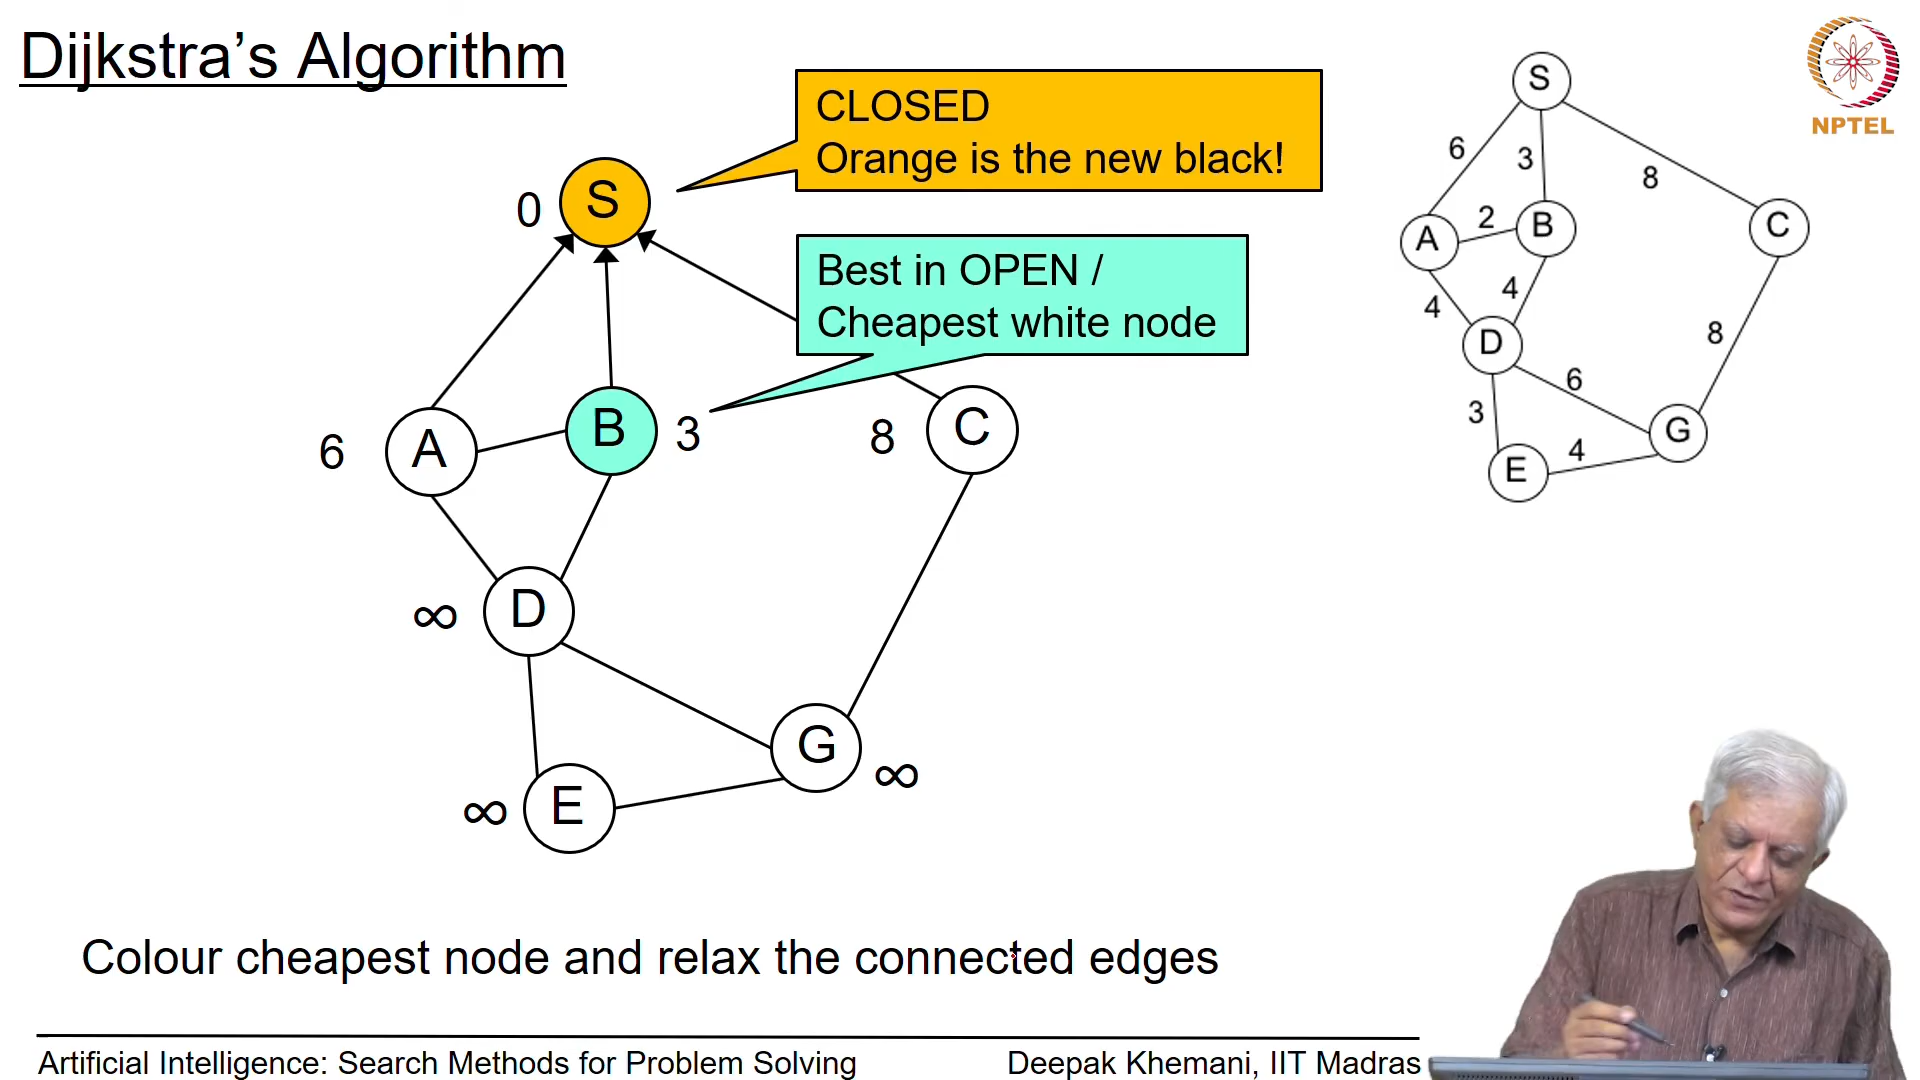 Dijkstra’s Algorithm
CLOSED
Orange is the new black!
Best in OPEN /
Cheapest white node
0
S
6
A
B
3
8
C
∞
D
G
∞
∞
E
S
6
3
8
A
2
B
C
4
4
D
8
6
3
G
E
4
NPTEL
Colour cheapest node and relax the connected edges
Artificial Intelligence: Search Methods for Problem Solving
Deepak Khemani, IIT Madras